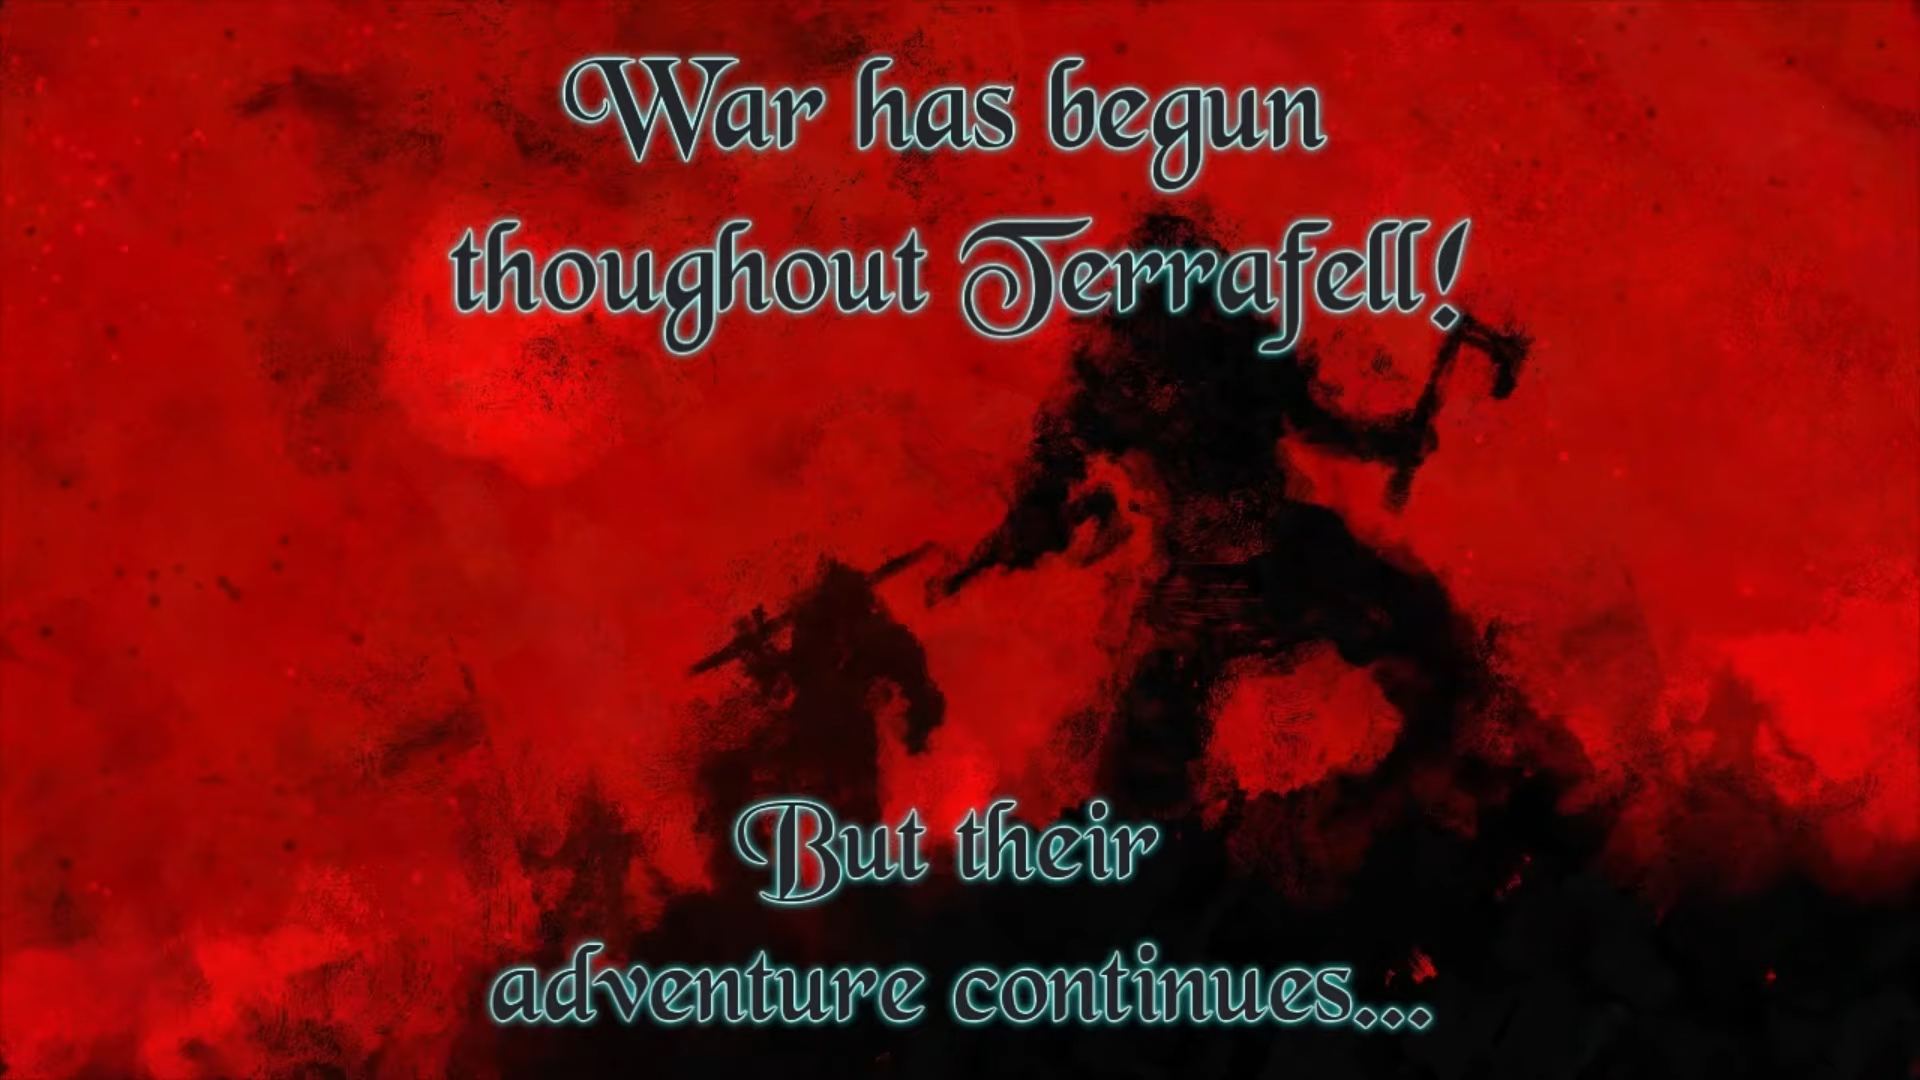 War has begun
thoughout Terrafell!
But their
adventure continues...